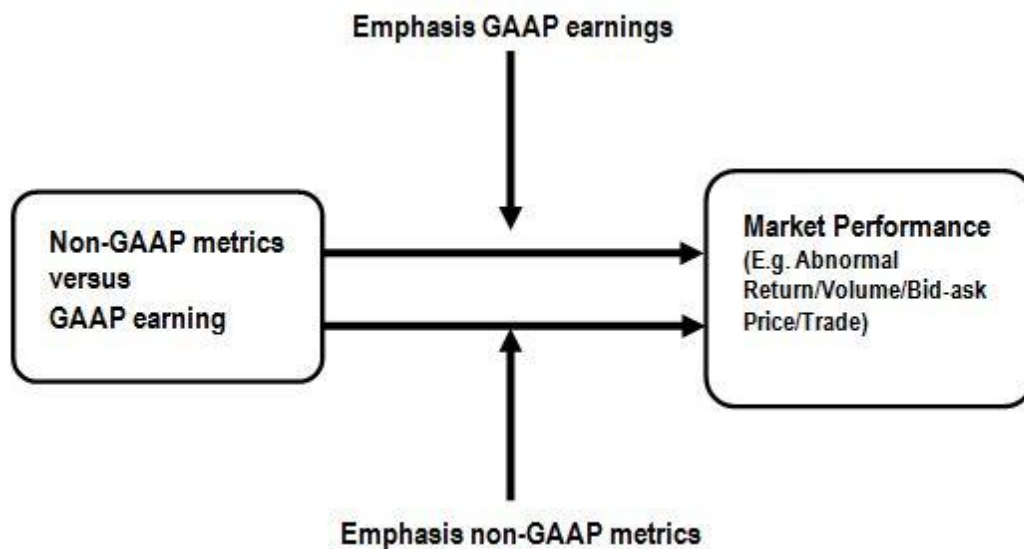 Emphasis GAAP earnings
Non-GAAP metrics
versus
GAAP earning
Market Performance
(E.g. Abnormal
Return/Volume/Bid-ask
Price/Trade)
Emphasis non-GAAP metrics